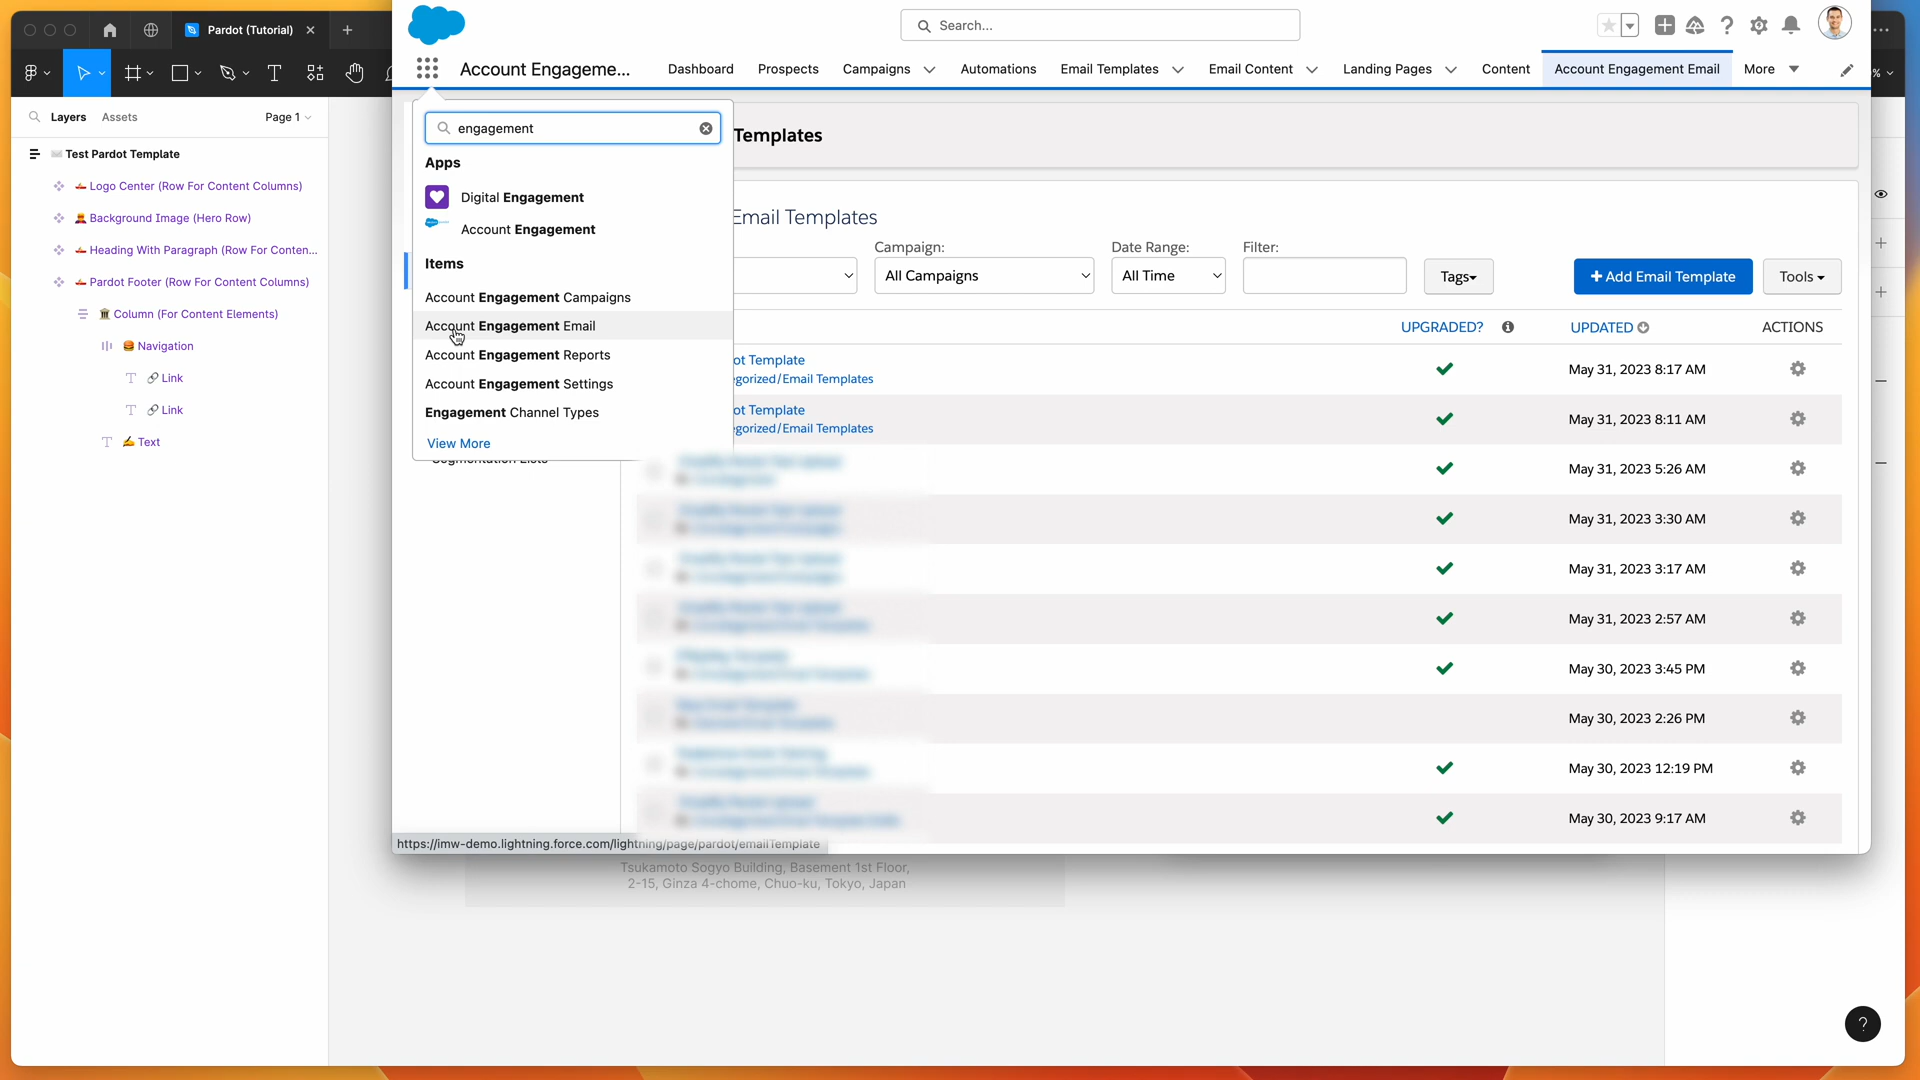 Pardot (Tutorial)
Layers
Assets
Page 1
Test Pardot Template
Logo Center (Row For Content Columns)
Background Image (Hero Row)
Heading With Paragraph (Row For Conten...
Pardot Footer (Row For Content Columns)
Column (For Content Elements)
Navigation
Link
Link
Text
Search...
Account Engageme...
Dashboard
Prospects
Campaigns
Automations
Email Templates
Email Content
Landing Pages
Content
Account Engagement Email
More
engagement
Apps
Digital Engagement
Account Engagement
Items
Account Engagement Campaigns
Account Engagement Email
Account Engagement Reports
Account Engagement Settings
Engagement Channel Types
View More
Templates
Email Templates
Campaign:
Date Range:
Filter:
All Campaigns
All Time
Tags
+ Add Email Template
Tools
UPGRADED?
UPDATED
ACTIONS
ot Template
egorized/Email Templates
May 31, 2023 8:17 AM
ot Template
egorized/Email Templates
May 31, 2023 8:11 AM
May 31, 2023 5:26 AM
May 31, 2023 3:30 AM
May 31, 2023 3:17 AM
May 31, 2023 2:57 AM
May 30, 2023 3:45 PM
May 30, 2023 2:26 PM
May 30, 2023 12:19 PM
May 30, 2023 9:17 AM
https://imw-demo.lightning.force.com/lightning/page/pardot/emailTemplate
Tsukamoto Sogyo Building, Basement 1st Floor,
2-15, Ginza 4-chome, Chuo-ku, Tokyo, Japan
?